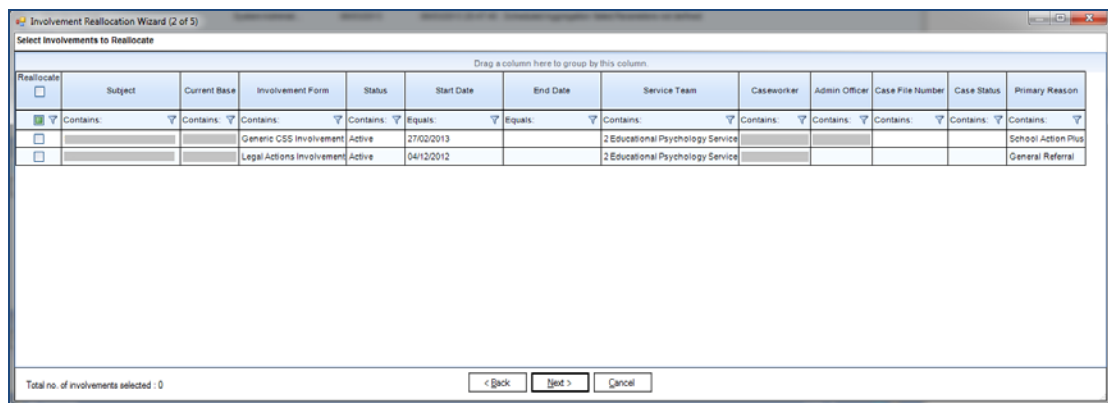 Involvement Reallocation Wizard (2 of 5)
Select Involvements to Reallocate
Drag a column here to group by this column.
Reallocate Subject Current Base Involvement Form Status Start Date End Date Service Team Caseworker Admin Officer Case File Number Case Status Primary Reason
Contains: Contains: Contains: Contains: Equals: Equals: Contains: Contains: Contains: Contains: Contains: Contains:
Generic CSS Involvement Active 27/02/2013 2 Educational Psychology Service School Action Plus
Legal Actions Involvement Active 04/12/2012 2 Educational Psychology Service General Referral
Total no. of involvements selected : 0 < Back Next > Cancel